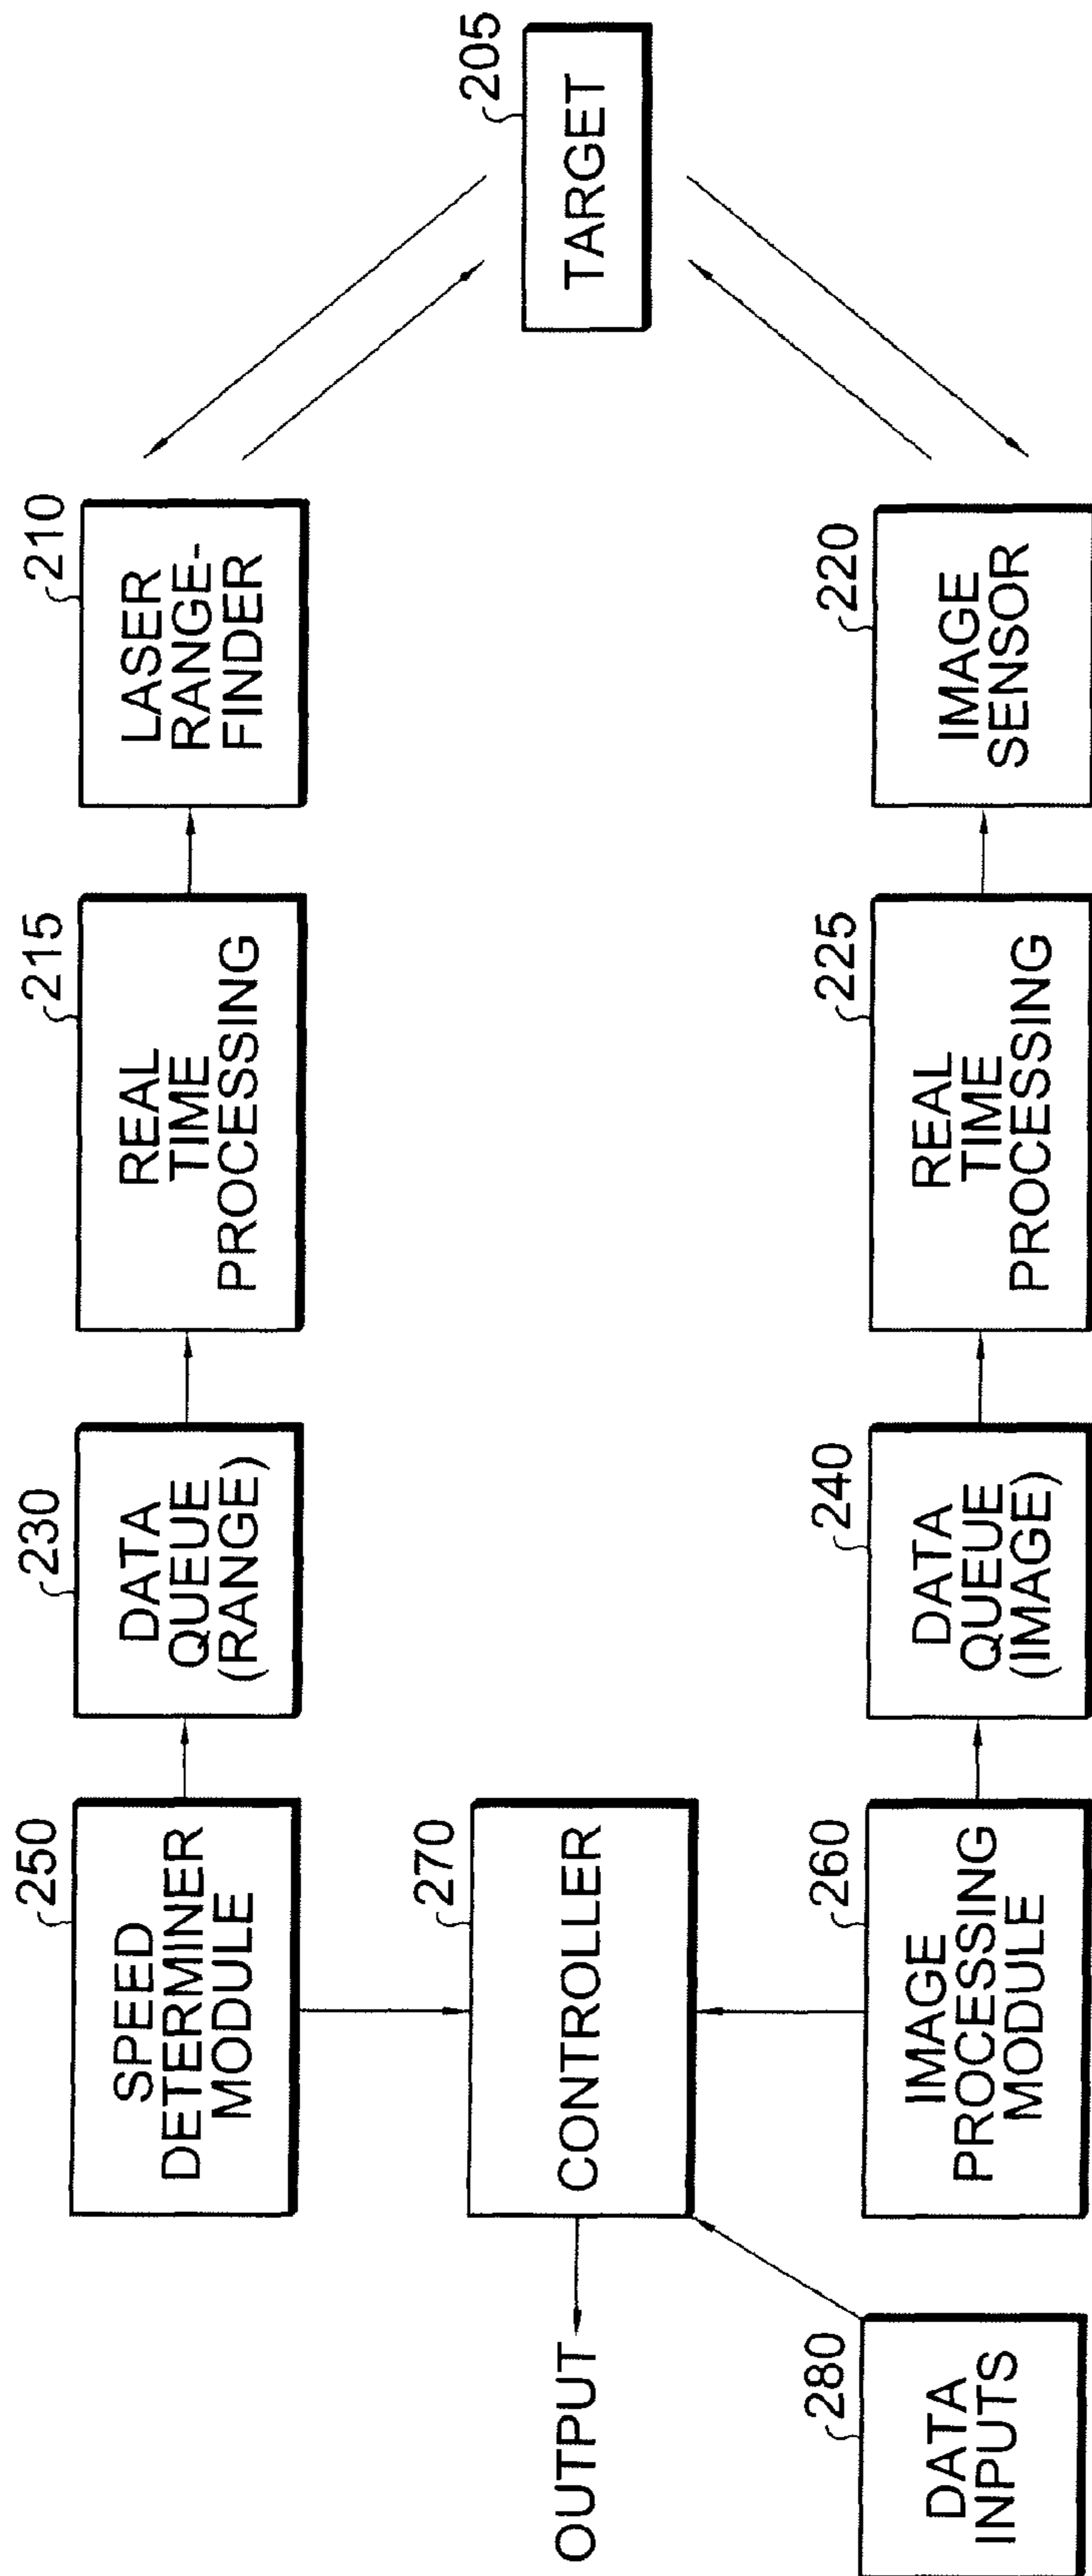 250
SPEED
DETERMINER
MODULE
230
DATA
QUEUE
(RANGE)
215
REAL
TIME
PROCESSING
210
LASER
RANGE-
FINDER
205
TARGET
OUTPUT
270
CONTROLLER
280
DATA
INPUTS
260
IMAGE
PROCESSING
MODULE
240
DATA
QUEUE
(IMAGE)
225
REAL
TIME
PROCESSING
220
IMAGE
SENSOR